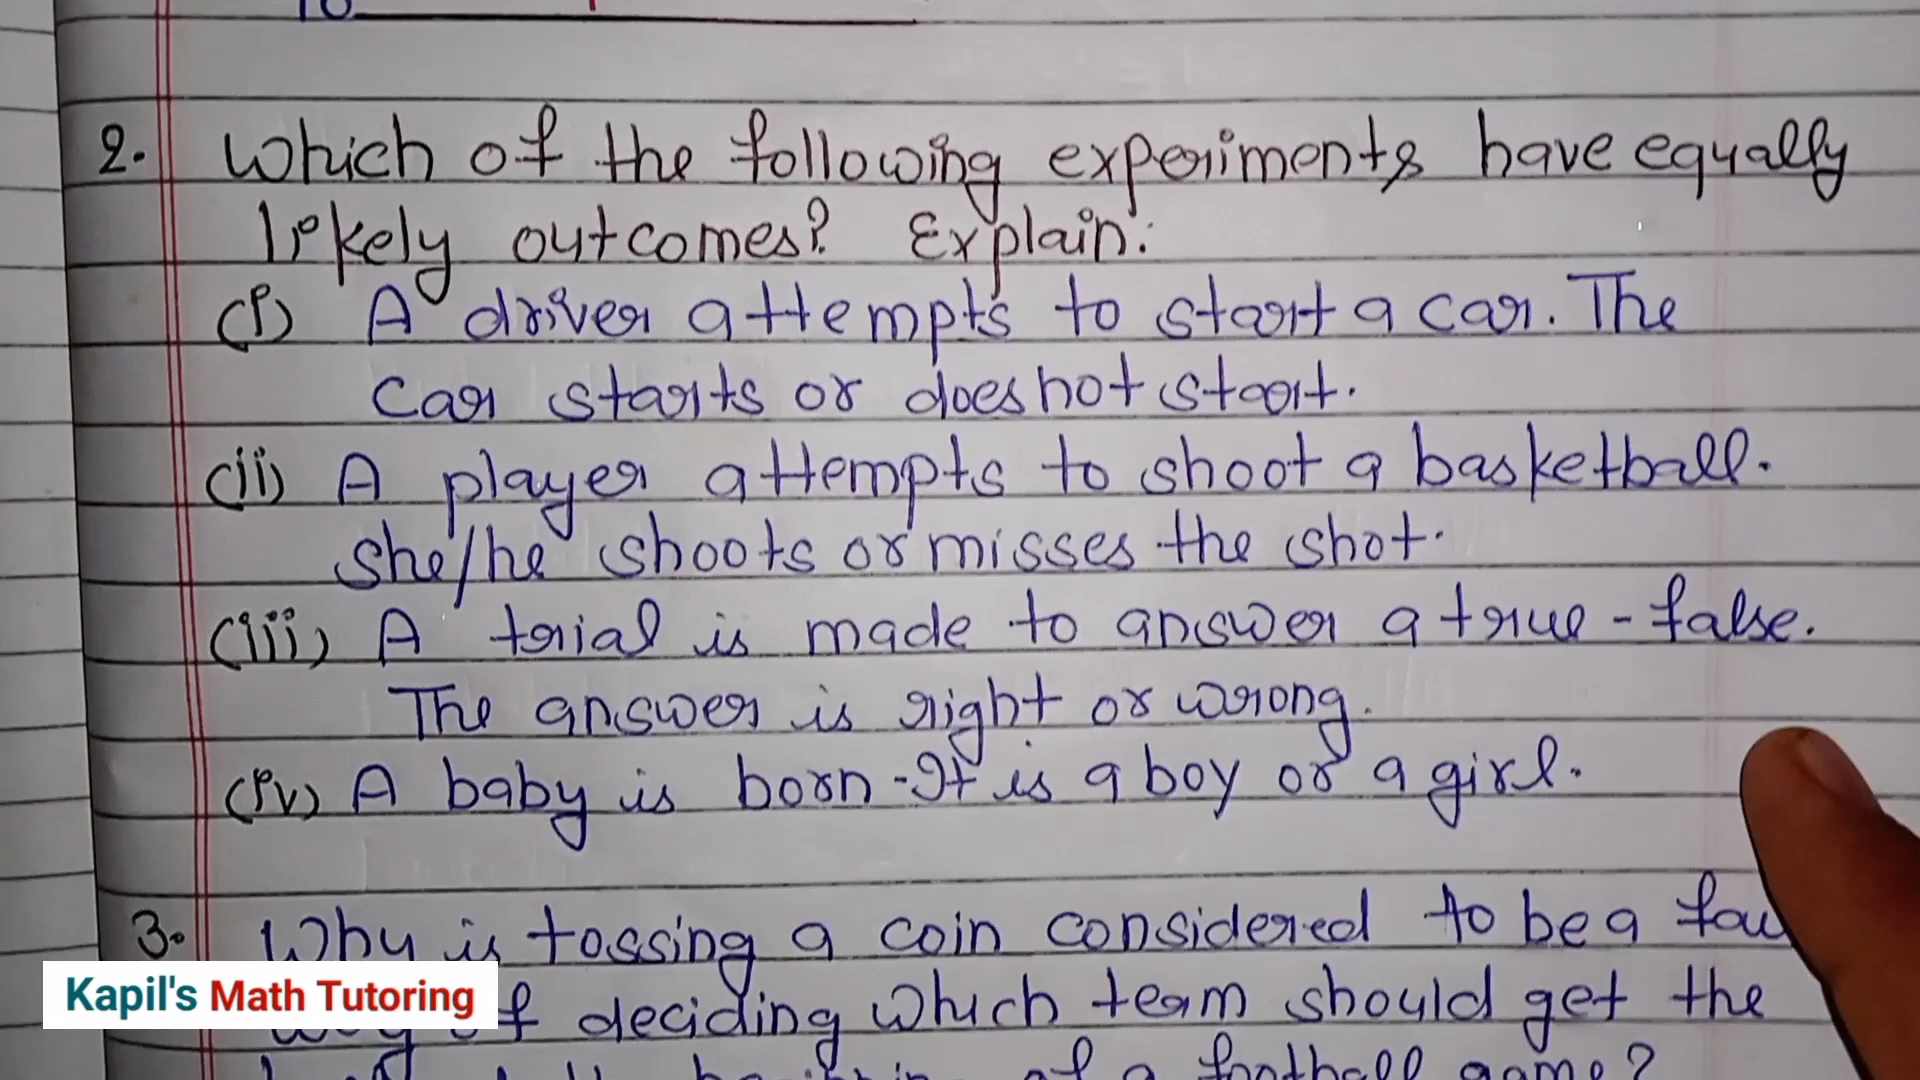 2. Which of the following experiments have equally
likely outcomes? Explain.
(i) A driver attempts to start a car. The
car starts or does not start.
(ii) A player attempts to shoot a basketball.
She/he shoots or misses the shot.
(iii) A trial is made to answer a true-false.
The answer is right or wrong.
(iv) A baby is born. It is a boy or a girl.
3. Why is tossing a coin considered to be a
of deciding which team should get the
of a football game?
Kapil's Math Tutoring